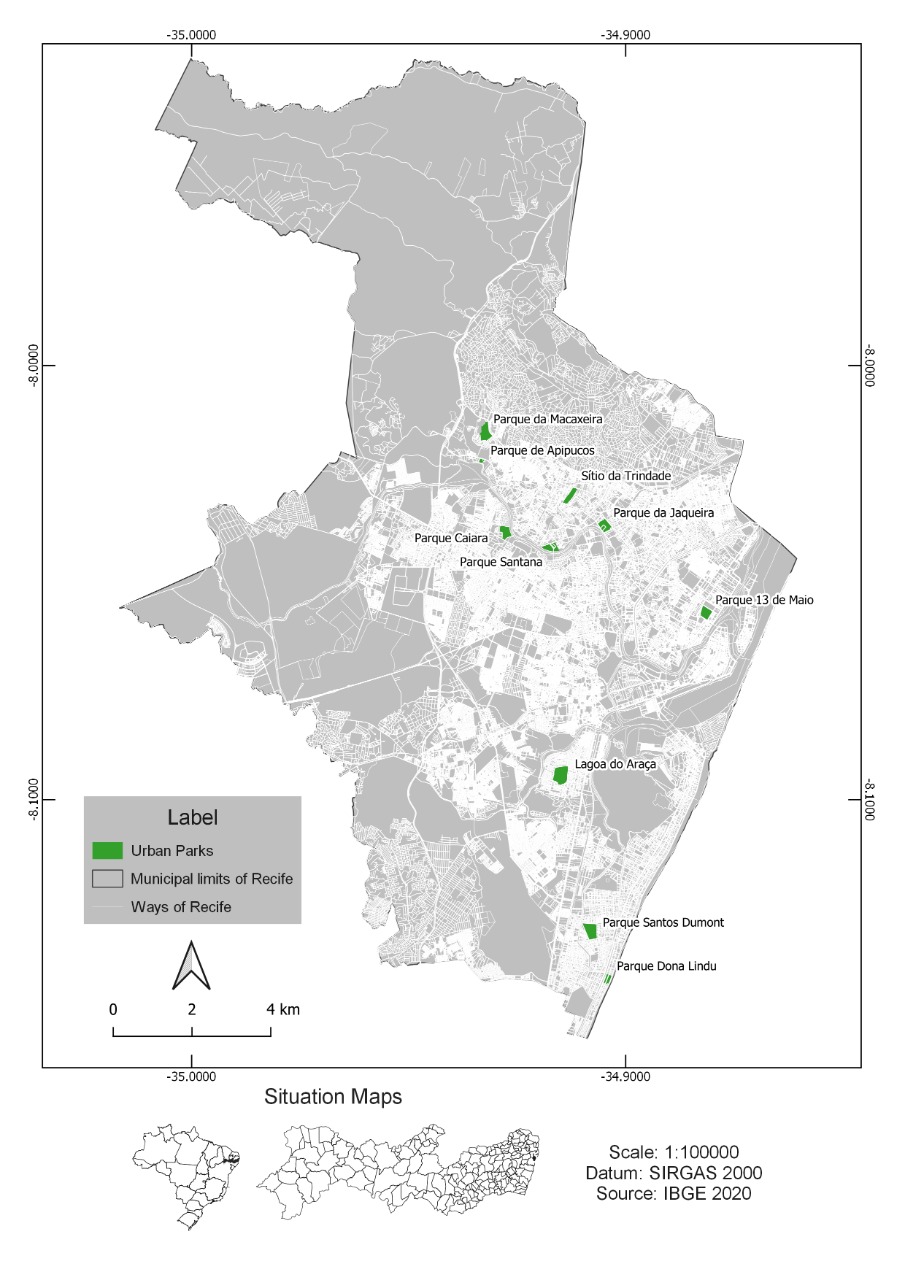 -35.0000 -34.9000
-8.0000 -8.0000
Parque da Macaxeira
Parque de Apipucos
Sítio da Trindade
Parque da Jaqueira
Parque Caiara
Parque Santana
Parque 13 de Maio
Lagoa do Araça
-8.1000 -8.1000
Label
Urban Parks
Municipal limits of Recife
Ways of Recife
Parque Santos Dumont
Parque Dona Lindu
0 2 4 km
-35.0000 -34.9000
Situation Maps
Scale: 1:100000
Datum: SIRGAS 2000
Source: IBGE 2020